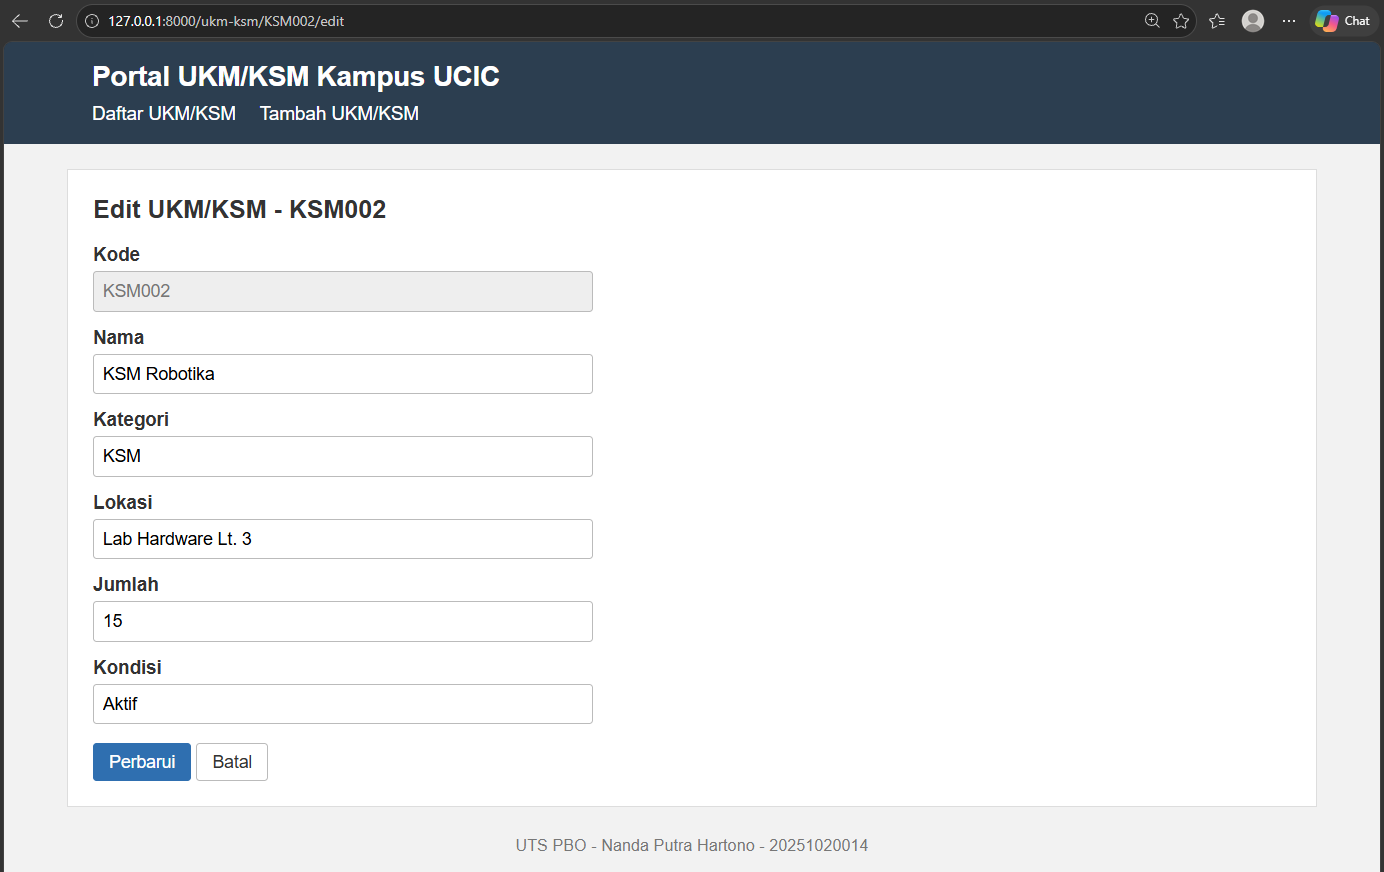 127.0.0.1:8000/ukm-ksm/KSM002/edit
Chat
Portal UKM/KSM Kampus UCIC
Daftar UKM/KSM Tambah UKM/KSM
Edit UKM/KSM - KSM002
Kode
KSM002
Nama
KSM Robotika
Kategori
KSM
Lokasi
Lab Hardware Lt. 3
Jumlah
15
Kondisi
Aktif
Perbarui Batal
UTS PBO - Nanda Putra Hartono - 20251020014